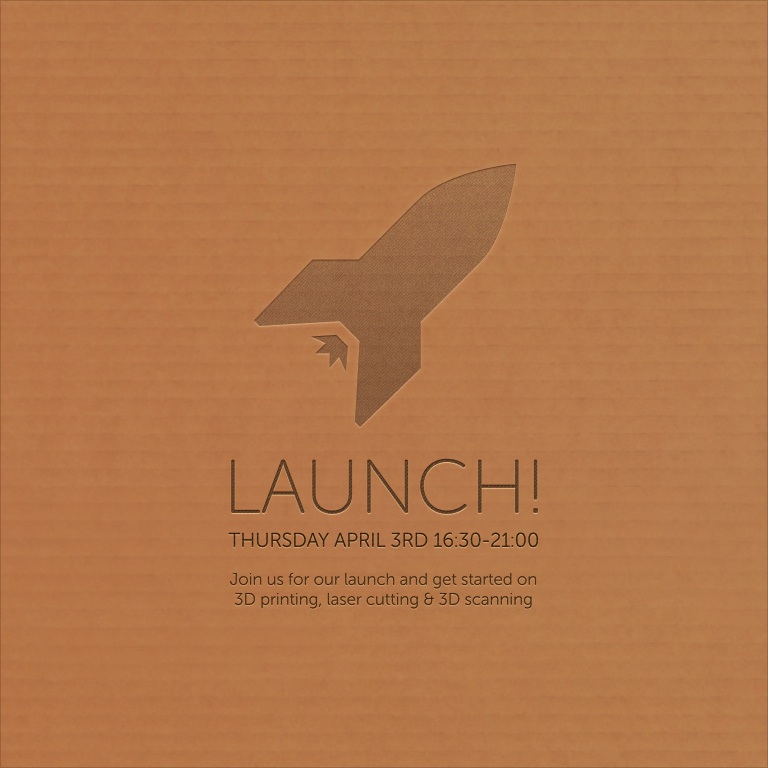 LAUNCH!
THURSDAY APRIL 3RD 16:30-21:00
Join us for our launch and get started on
3D printing, laser cutting & 3D scanning